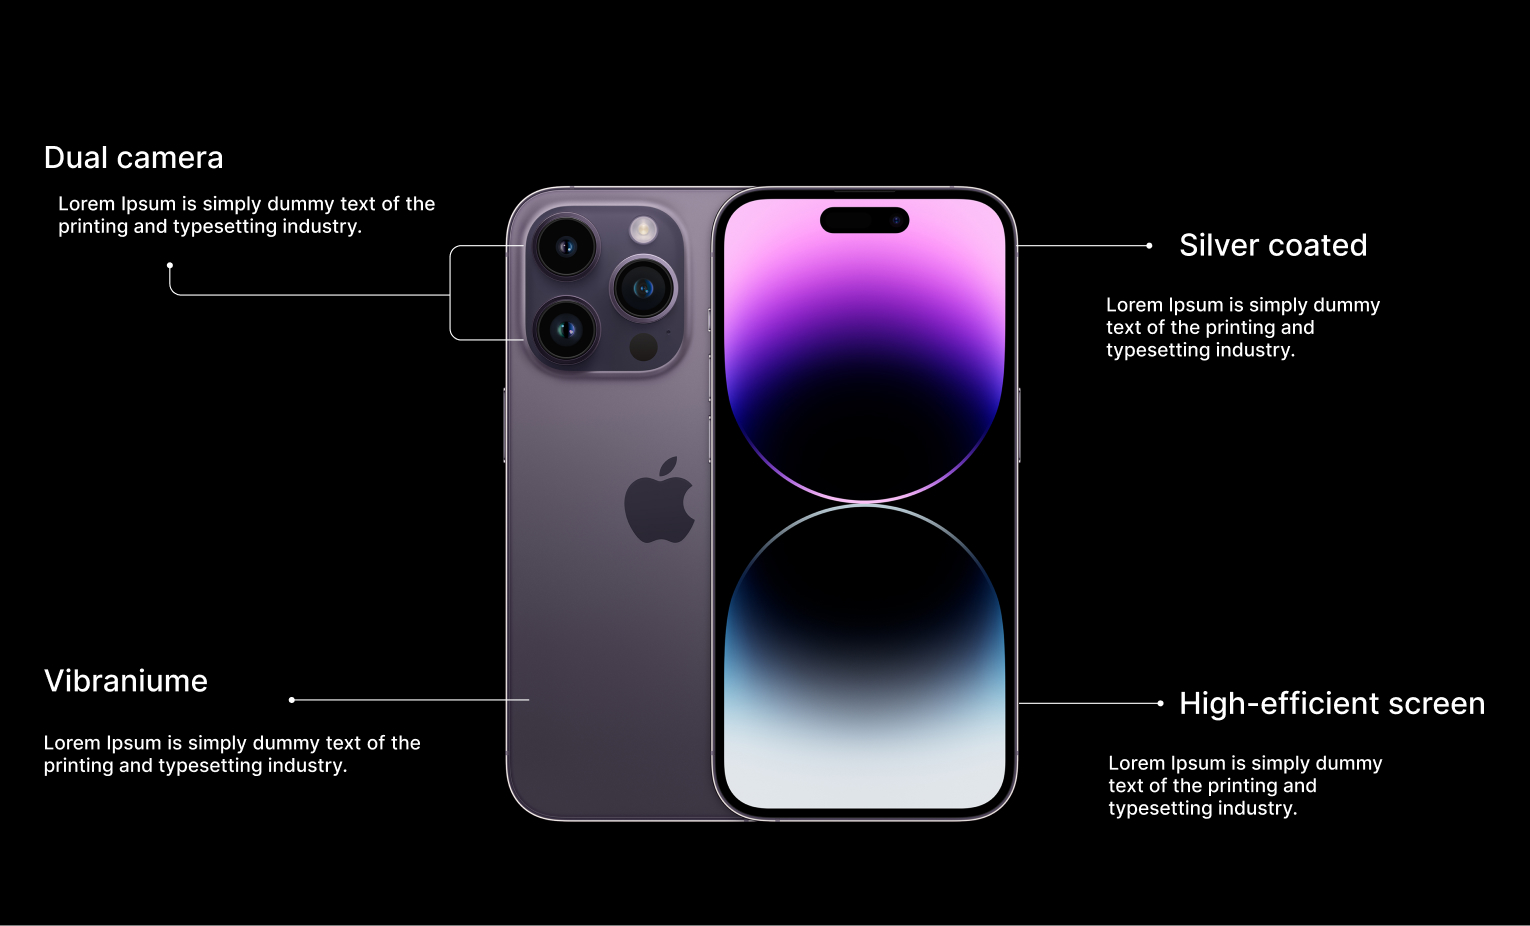 Dual camera
Lorem Ipsum is simply dummy text of the
printing and typesetting industry.
Silver coated
Lorem Ipsum is simply dummy
text of the printing and
typesetting industry.
Vibraniume
Lorem Ipsum is simply dummy text of the
printing and typesetting industry.
High-efficient screen
Lorem Ipsum is simply dummy
text of the printing and
typesetting industry.